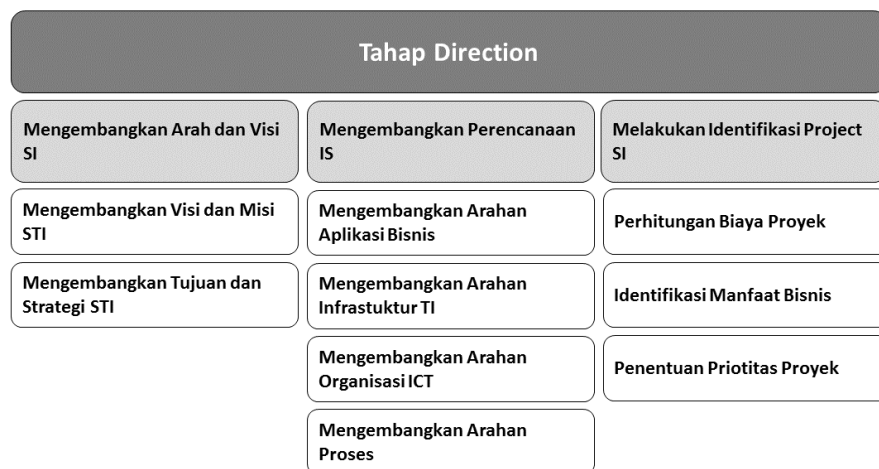 Tahap Direction
Mengembangkan Arah dan Visi
SI
Mengembangkan Visi dan Misi
STI
Mengembangkan Tujuan dan
Strategi STI
Mengembangkan Perencanaan
IS
Mengembangkan Arahan
Aplikasi Bisnis
Mengembangkan Arahan
Infrastuktur TI
Mengembangkan Arahan
Organisasi ICT
Mengembangkan Arahan
Proses
Melakukan Identifikasi Project
SI
Perhitungan Biaya Proyek
Identifikasi Manfaat Bisnis
Penentuan Priotitas Proyek